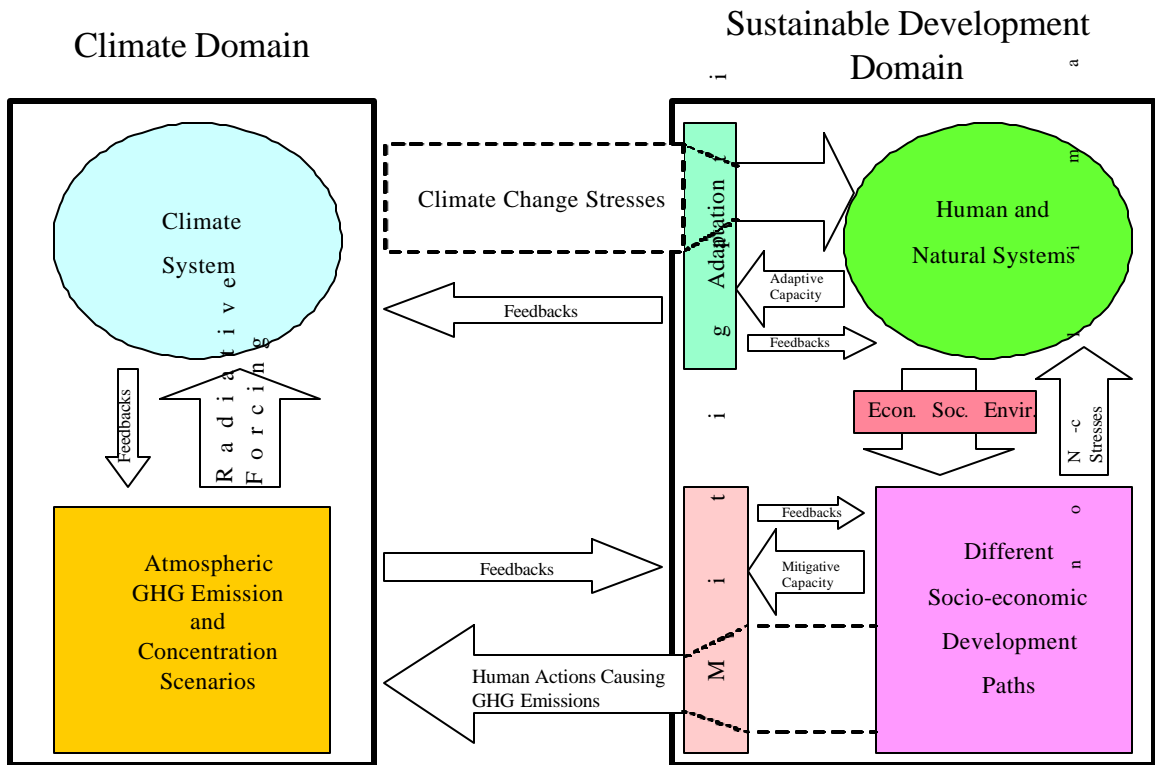 Climate Domain
Sustainable Development
Domain
Climate
System
Climate Change Stresses
Adaptation
Human and
Natural Systems
Adaptive
Capacity
Feedbacks
Feedbacks
Feedbacks
Radiative
Forcing
Econ. Soc. Envir.
N -c
Stresses
n o l i m a
Atmospheric
GHG Emission
and
Concentration
Scenarios
Feedbacks
M i t i g t i
Feedbacks
Mitigative
Capacity
Human Actions Causing
GHG Emissions
Different
Socio-economic
Development
Paths